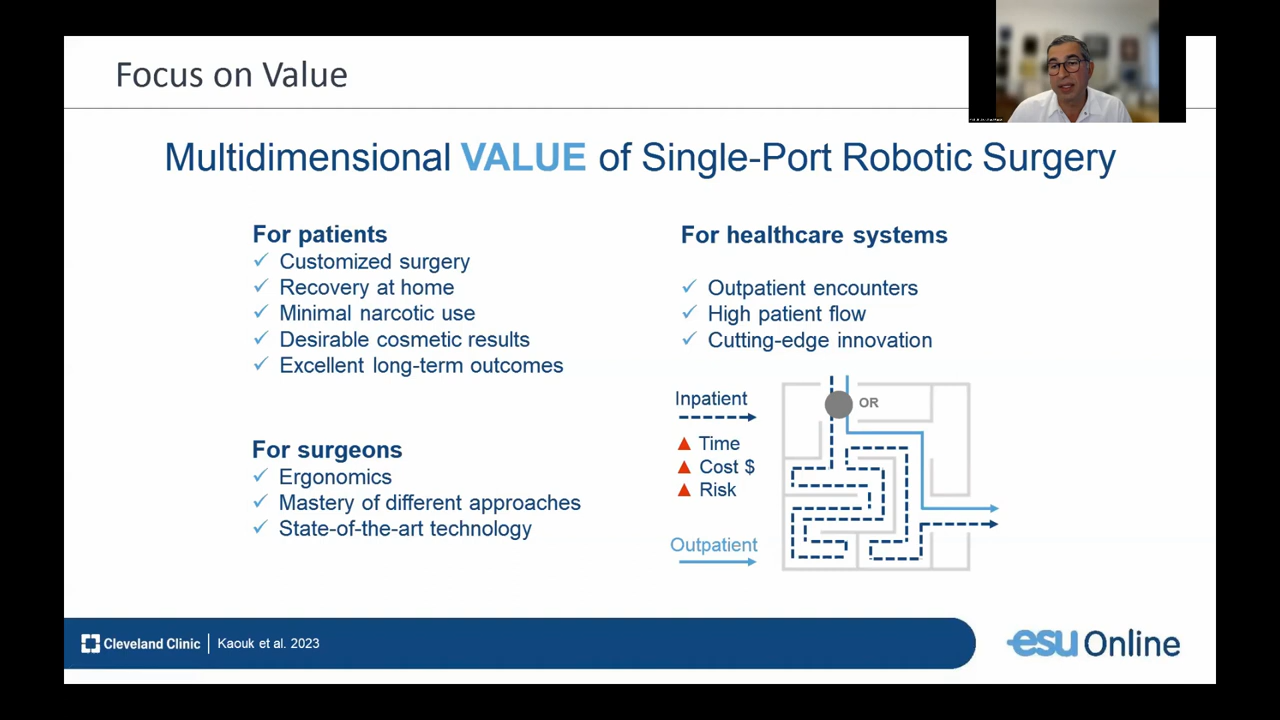 Focus on Value
Multidimensional VALUE of Single-Port Robotic Surgery
For patients
Customized surgery
Recovery at home
Minimal narcotic use
Desirable cosmetic results
Excellent long-term outcomes
For surgeons
Ergonomics
Mastery of different approaches
State-of-the-art technology
For healthcare systems
Outpatient encounters
High patient flow
Cutting-edge innovation
Inpatient
Time
Cost $
Risk
Outpatient
OR
Cleveland Clinic
Kaouk et al. 2023
esu Online